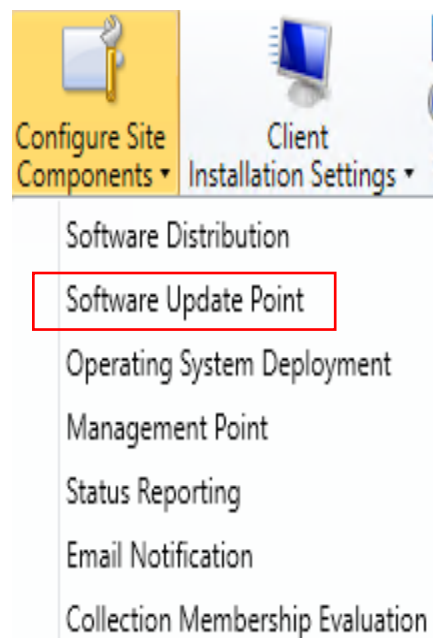 Configure Site
Components
Client
Installation Settings
Software Distribution
Software Update Point
Operating System Deployment
Management Point
Status Reporting
Email Notification
Collection Membership Evaluation